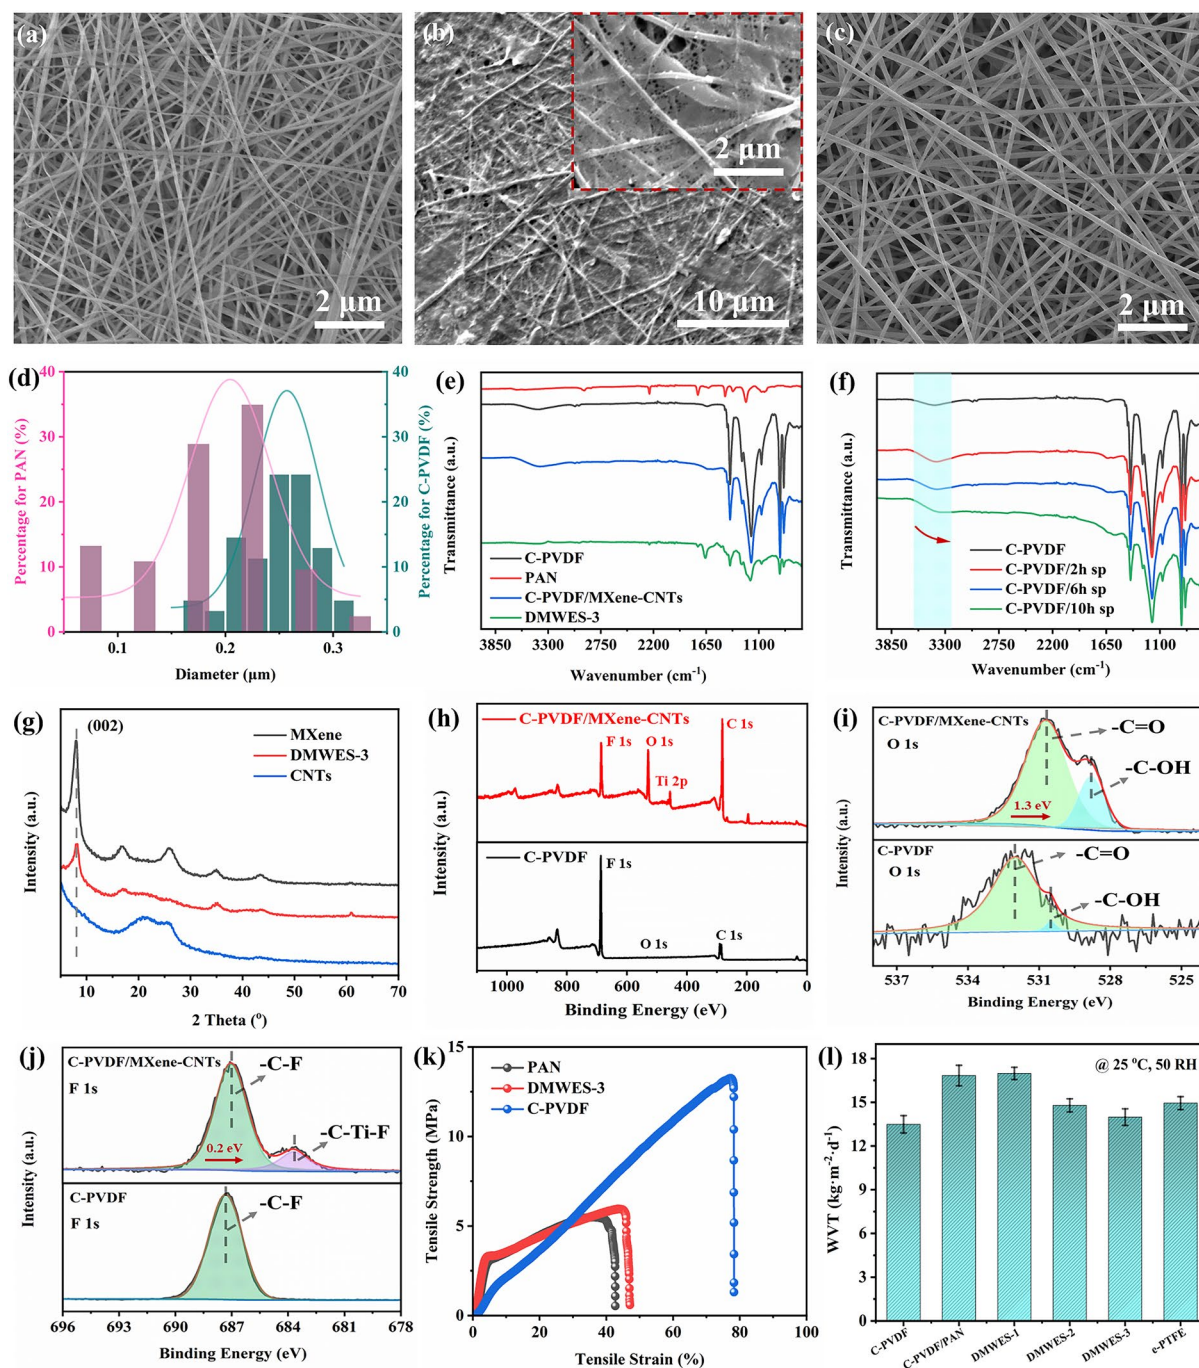 (a)
2 μm
(b)
2 μm
10 μm
(c)
2 μm
(d)
Percentage for PAN (%)
40
30
20
10
0
0.1
0.2
0.3
Diameter (μm)
40
30
20
10
0
Percentage for C-PVDF (%)
(e)
Transmittance (a.u.)
C-PVDF
PAN
C-PVDF/MXene-CNTs
DMWES-3
3850
3300
2750
2200
1650
1100
Wavenumber (cm-1)
(f)
Transmittance (a.u.)
C-PVDF
C-PVDF/2h sp
C-PVDF/6h sp
C-PVDF/10h sp
3850
3300
2750
2200
1650
1100
Wavenumber (cm-1)
(g)
(002)
MXene
DMWES-3
CNTs
Intensity (a.u.)
10
20
30
40
50
60
70
2 Theta (o)
(h)
C-PVDF/MXene-CNTs
F 1s
O 1s
C 1s
Ti 2p
C-PVDF
F 1s
O 1s
C 1s
Intensity (a.u.)
1000
800
600
400
200
0
Binding Energy (eV)
(i)
C-PVDF/MXene-CNTs
O 1s
-C=O
-C-OH
1.3 eV
C-PVDF
O 1s
-C=O
-C-OH
Intensity (a.u.)
537
534
531
528
525
Binding Energy (eV)
(j)
C-PVDF/MXene-CNTs
F 1s
-C-F
-C-Ti-F
0.2 eV
C-PVDF
F 1s
-C-F
Intensity (a.u.)
696
693
690
687
684
681
678
Binding Energy (eV)
(k)
PAN
DMWES-3
C-PVDF
Tensile Strength (MPa)
15
10
5
0
0
20
40
60
80
100
Tensile Strain (%)
(l)
@ 25 oC, 50 RH
WVT (kg·m-2·d-1)
18
15
12
9
6
3
0
C-PVDF
C-PVDF/PAN
DMWES-1
DMWES-2
DMWES-3
e-PTFE